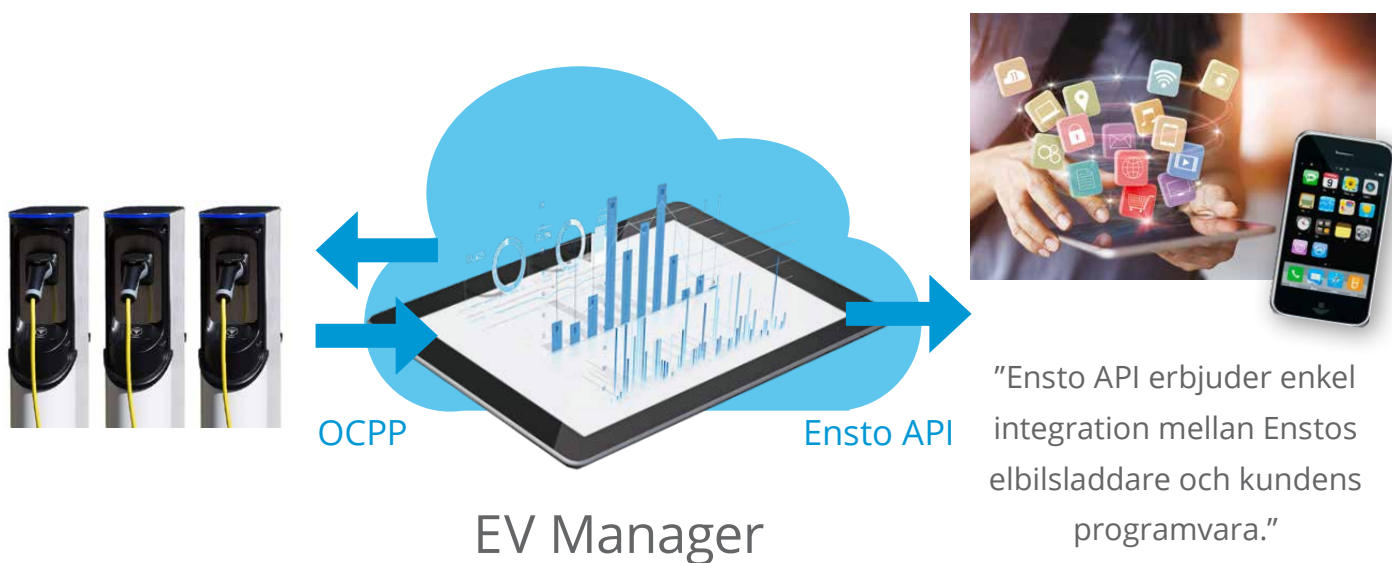 OCPP
Ensto API
EV Manager
”Ensto API erbjuder enkel
integration mellan Enstos
elbilsladdare och kundens
programvara.”